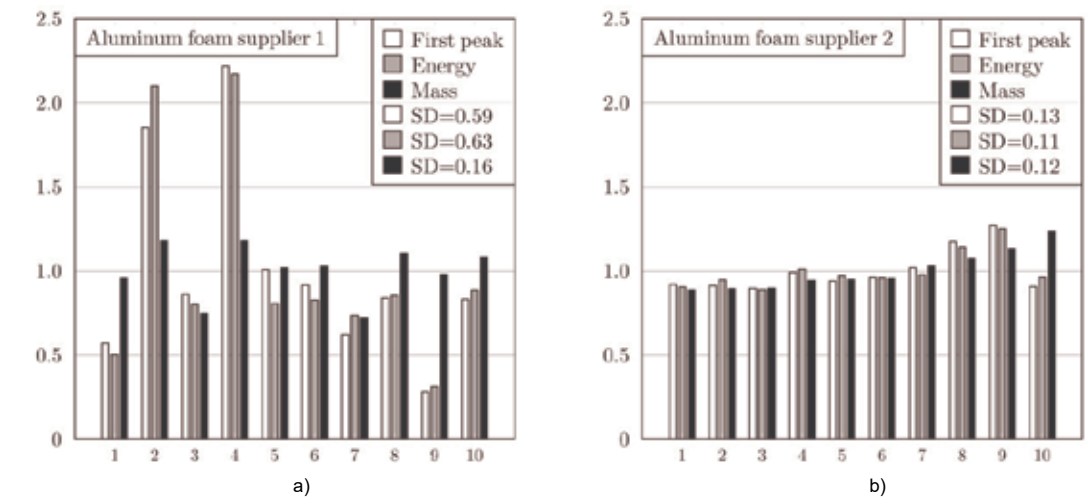 Aluminum foam supplier 1
First peak
Energy
Mass
SD=0.59
SD=0.63
SD=0.16
2.5
2.0
1.5
1.0
0.5
0
1 2 3 4 5 6 7 8 9 10
a)
Aluminum foam supplier 2
First peak
Energy
Mass
SD=0.13
SD=0.11
SD=0.12
2.5
2.0
1.5
1.0
0.5
0
1 2 3 4 5 6 7 8 9 10
b)